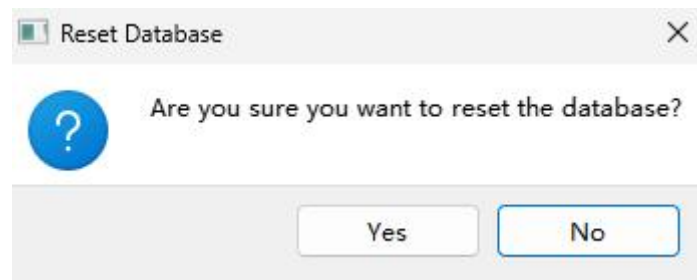 Reset Database
Are you sure you want to reset the database?
Yes No